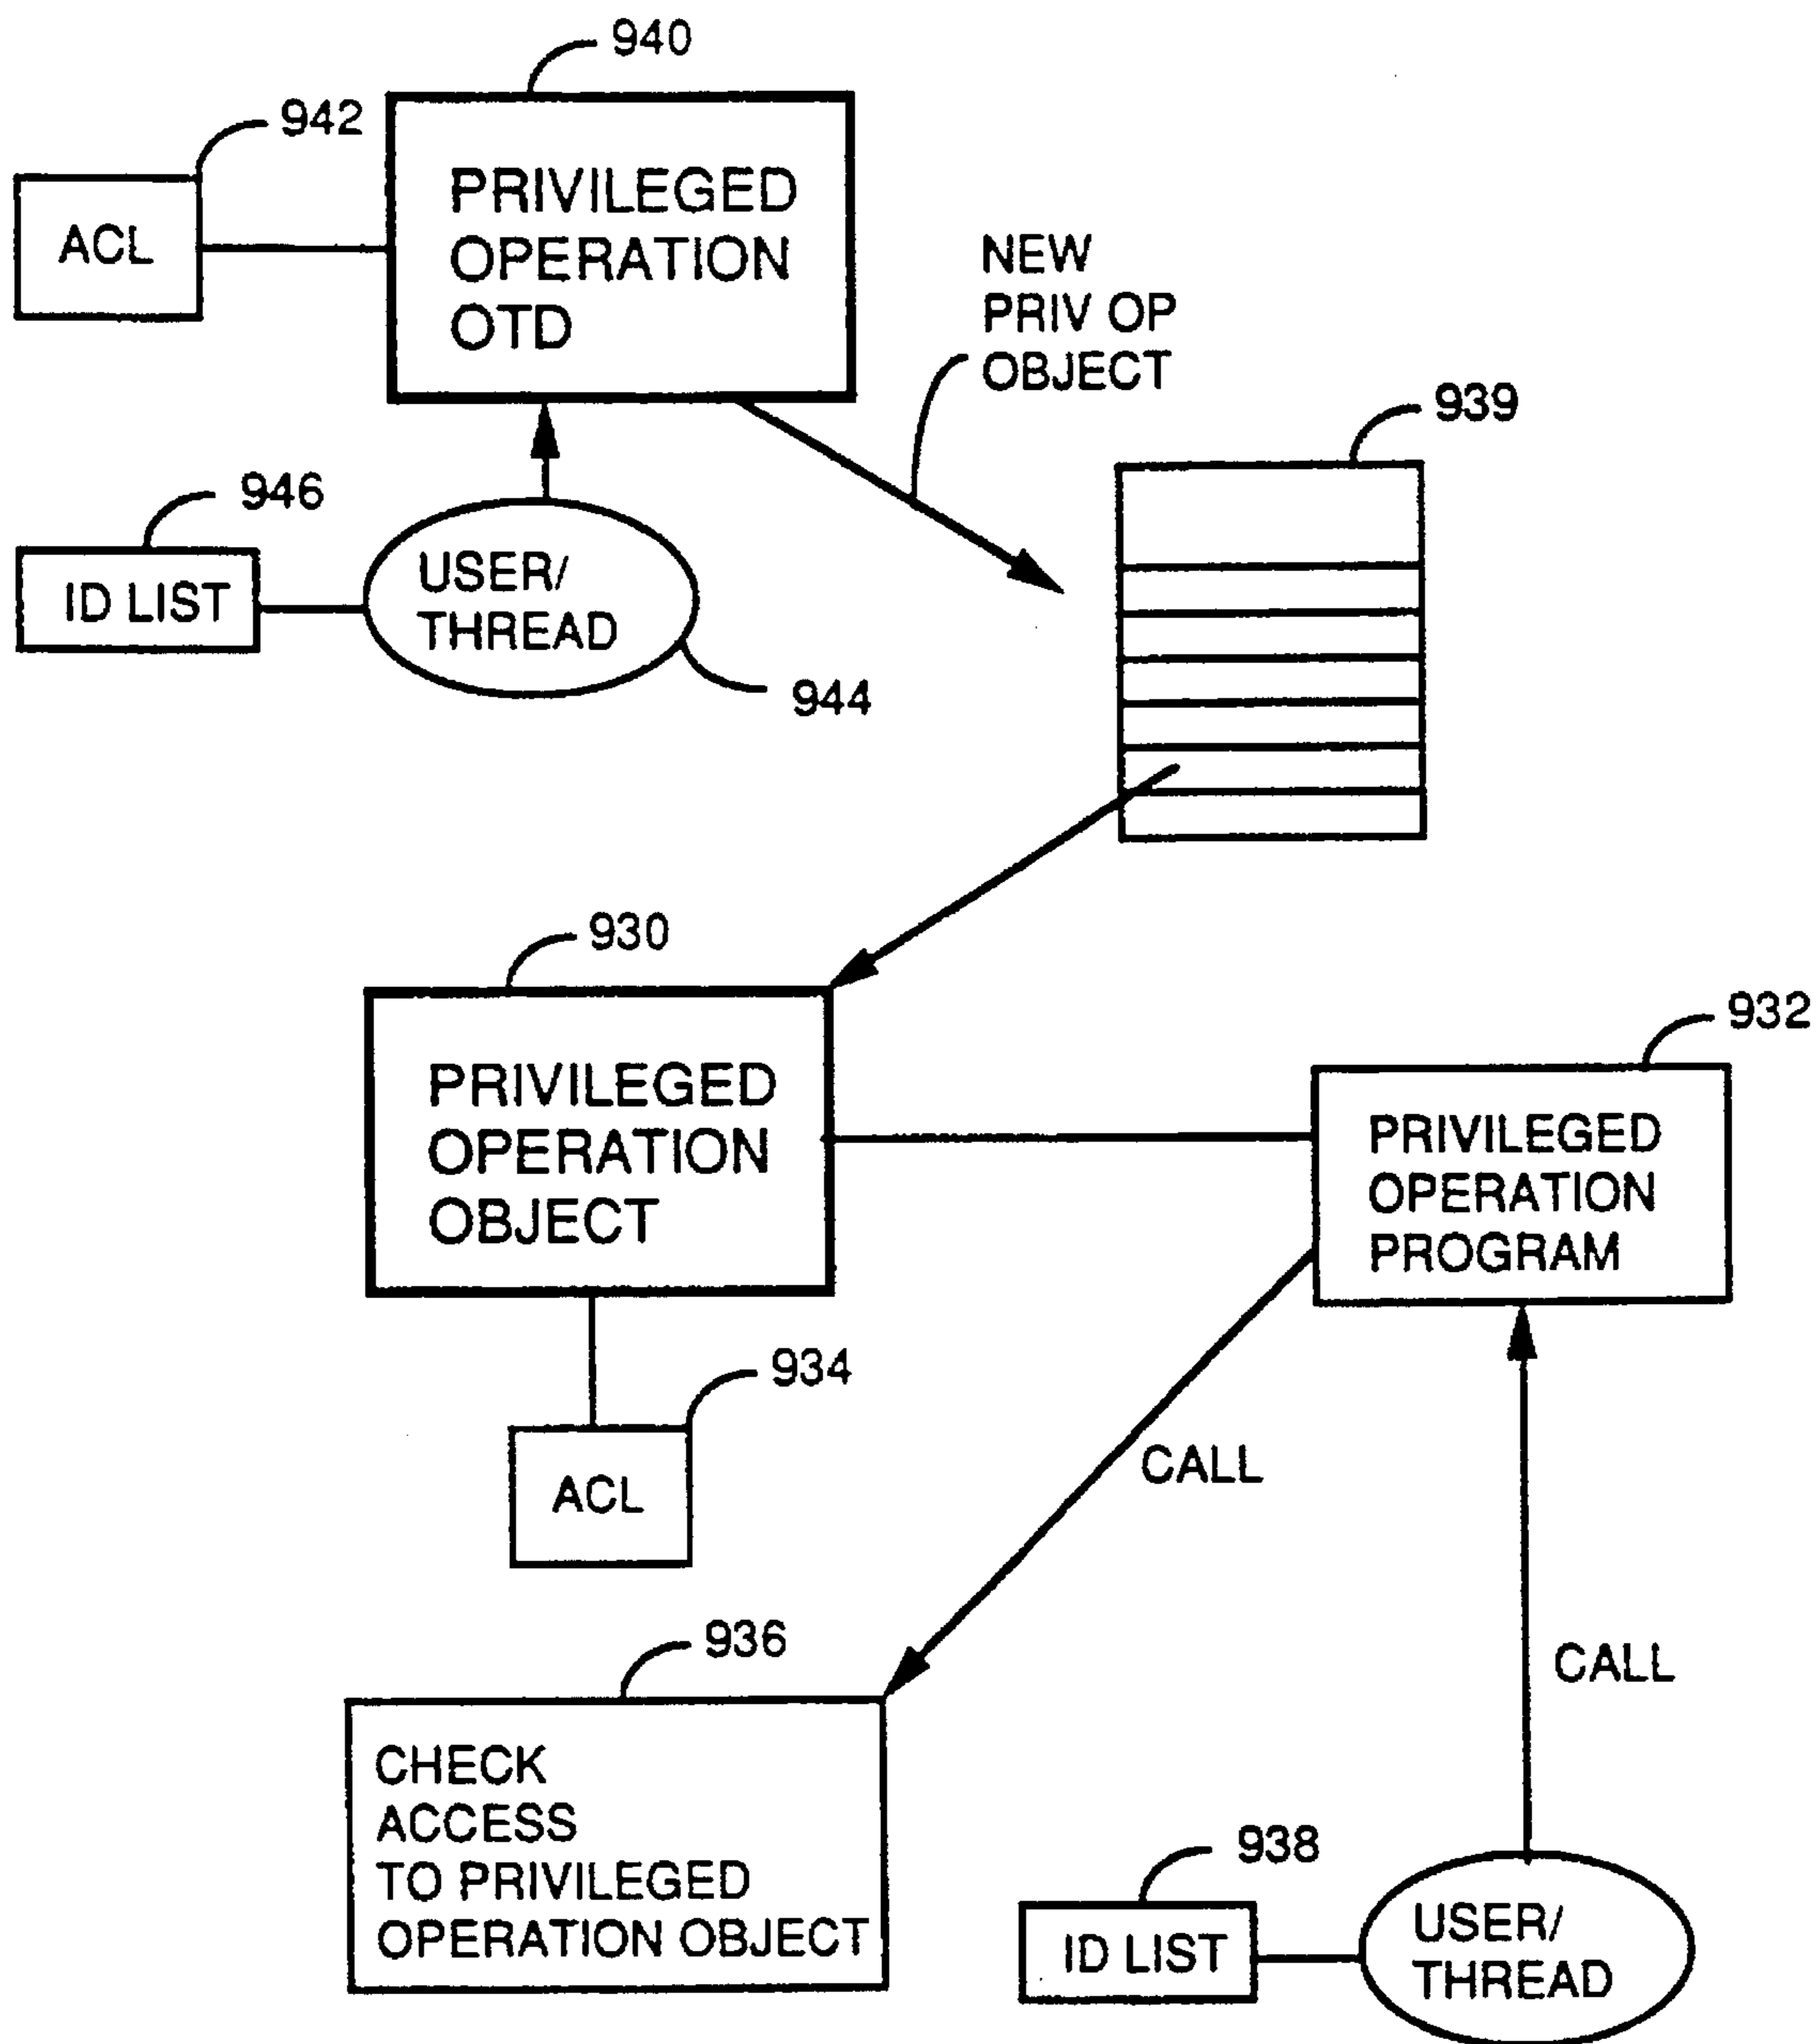 940
942
PRIVILEGED
OPERATION
OTD
ACL
NEW
PRIV OP
OBJECT
939
946
ID LIST
USER/
THREAD
944
930
PRIVILEGED
OPERATION
OBJECT
932
PRIVILEGED
OPERATION
PROGRAM
934
ACL
CALL
936
CALL
CHECK
ACCESS
TO PRIVILEGED
OPERATION OBJECT
938
ID LIST
USER/
THREAD